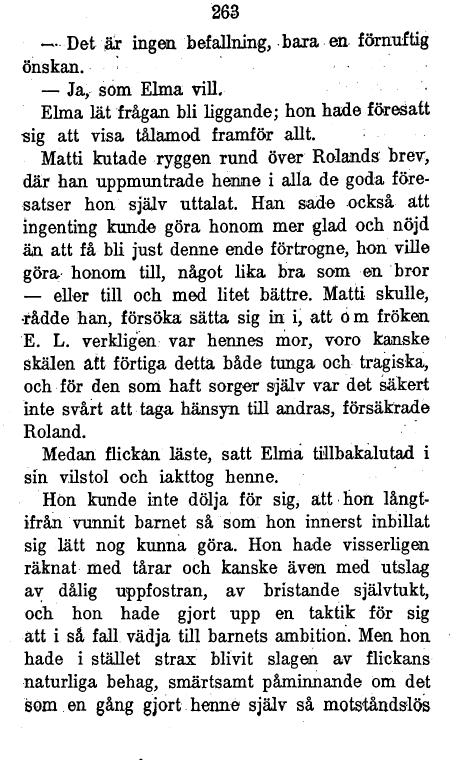 263
— Det är ingen befallning, bara en förnuftig
önskan.
— Ja, som Elma vill.
Elma lät frågan bli liggande; hon hade föresatt
sig att visa tålamod framför allt.
Matti kutade ryggen rund över Rolands brev,
där han uppmuntrade henne i alla de goda före-
satser hon själv uttalat. Han sade också att
ingenting kunde göra honom mer glad och nöjd
än att få bli just denne ende förtrogne, hon ville
göra honom till, något lika bra som en bror
— eller till och med litet bättre. Matti skulle,
rådde han, försöka sätta sig in i, att om fröken
E. L. verkligen var hennes mor, voro kanske
skälen att förtiga detta både tunga och tragiska,
och för den som haft sorger själv var det säkert
inte svårt att taga hänsyn till andras, försäkrade
Roland.
Medan flickan läste, satt Elma tillbakalutad i
sin vilstol och iakttog henne.
Hon kunde inte dölja för sig, att hon långt-
ifrån vunnit barnet så som hon innerst inbillat
sig lätt nog kunna göra. Hon hade visserligen
räknat med tårar och kanske även med utslag
av dålig uppfostran, av bristande självtukt,
och hon hade gjort upp en taktik för sig
att i så fall vädja till barnets ambition. Men hon
hade i stället strax blivit slagen av flickans
naturliga behag, smärtsamt påminnande om det
som en gång gjort henne själv så motståndslös